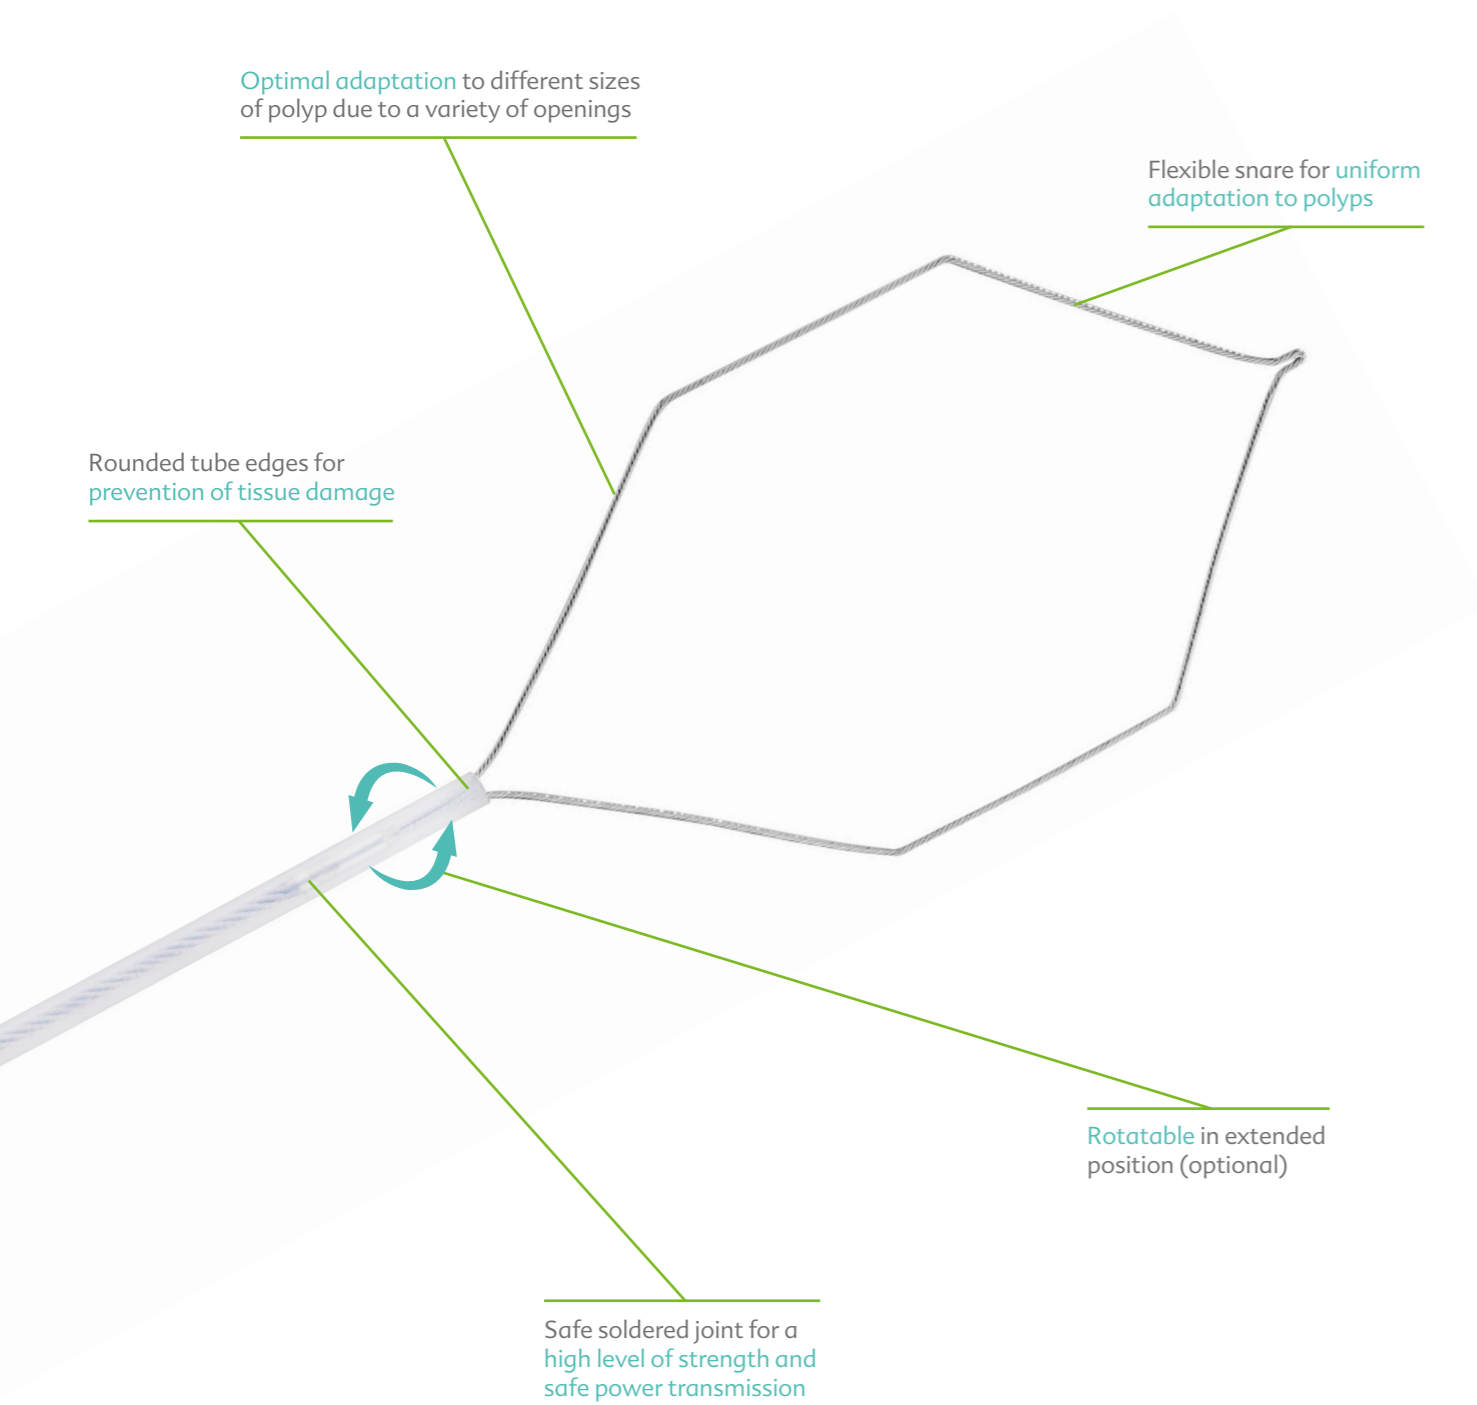 Optimal adaptation to different sizes
of polyp due to a variety of openings
Flexible snare for uniform
adaptation to polyps
Rounded tube edges for
prevention of tissue damage
Rotatable in extended
position (optional)
Safe soldered joint for a
high level of strength and
safe power transmission